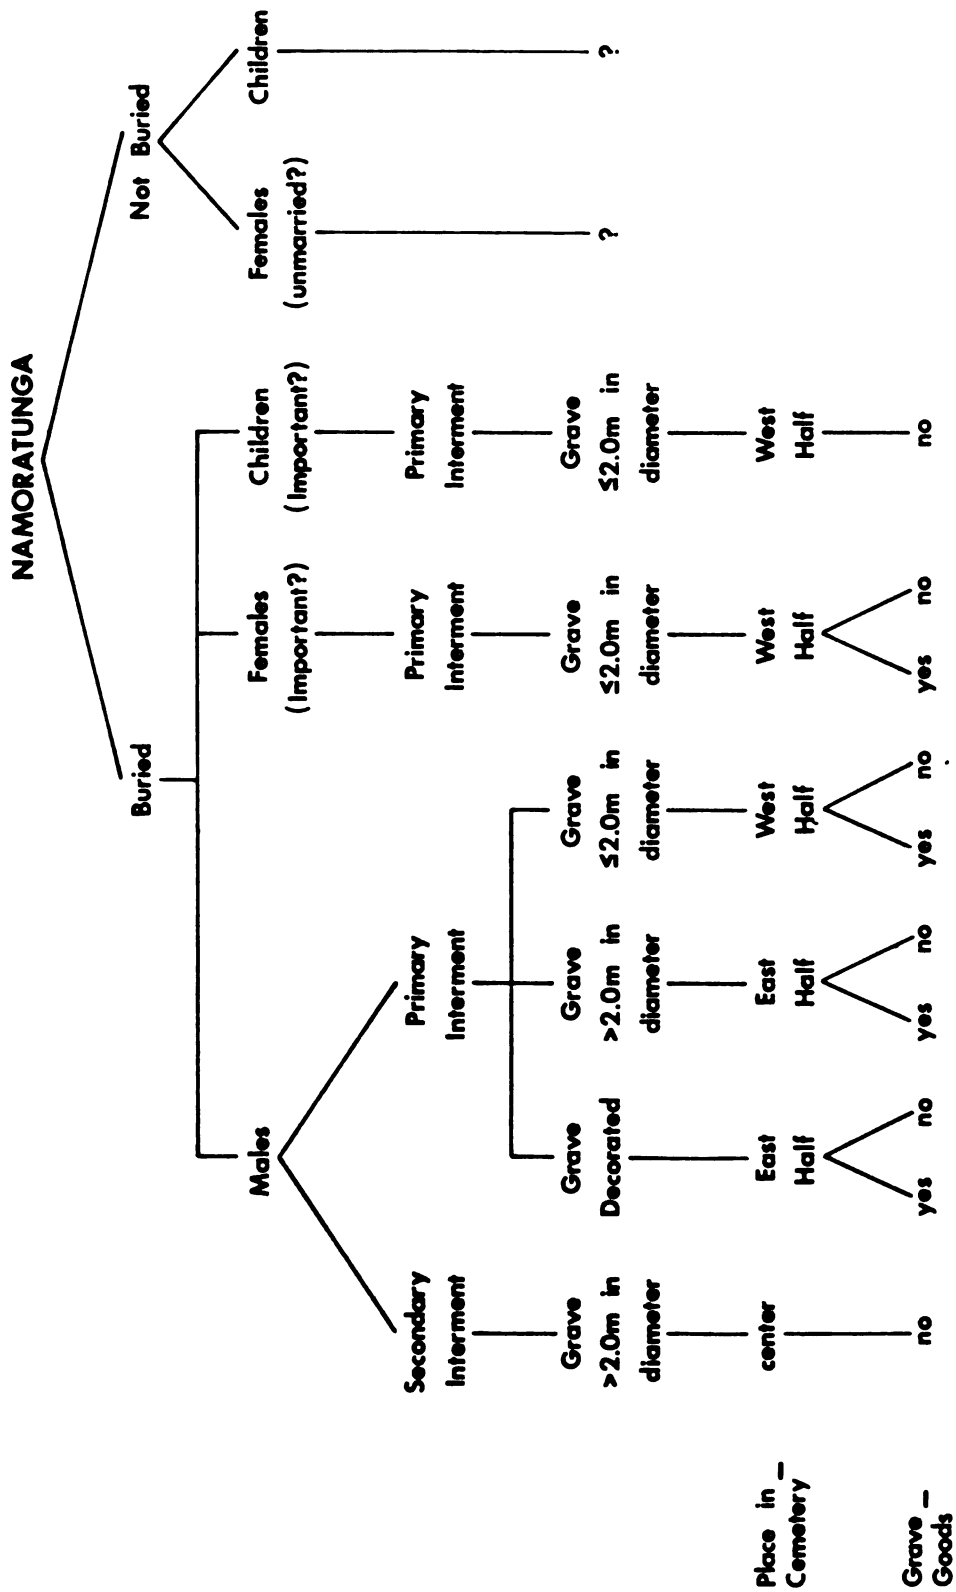 NAMORATUNGA
Buried
Not Buried
Males
Females
(Important?)
Children
(Important?)
Females
(unmarried?)
Children
Secondary
Interment
Primary
Interment
Primary
Interment
Primary
Interment
Grave
>2.0m in
diameter
Grave
Decorated
Grave
>2.0m in
diameter
Grave
≤2.0m in
diameter
Grave
≤2.0m in
diameter
Grave
≤2.0m in
diameter
?
?
Place in –
Cemetery
center
East
Half
East
Half
West
Half
West
Half
West
Half
Grave –
Goods
no
yes
no
yes
no
yes
no
yes
no
no